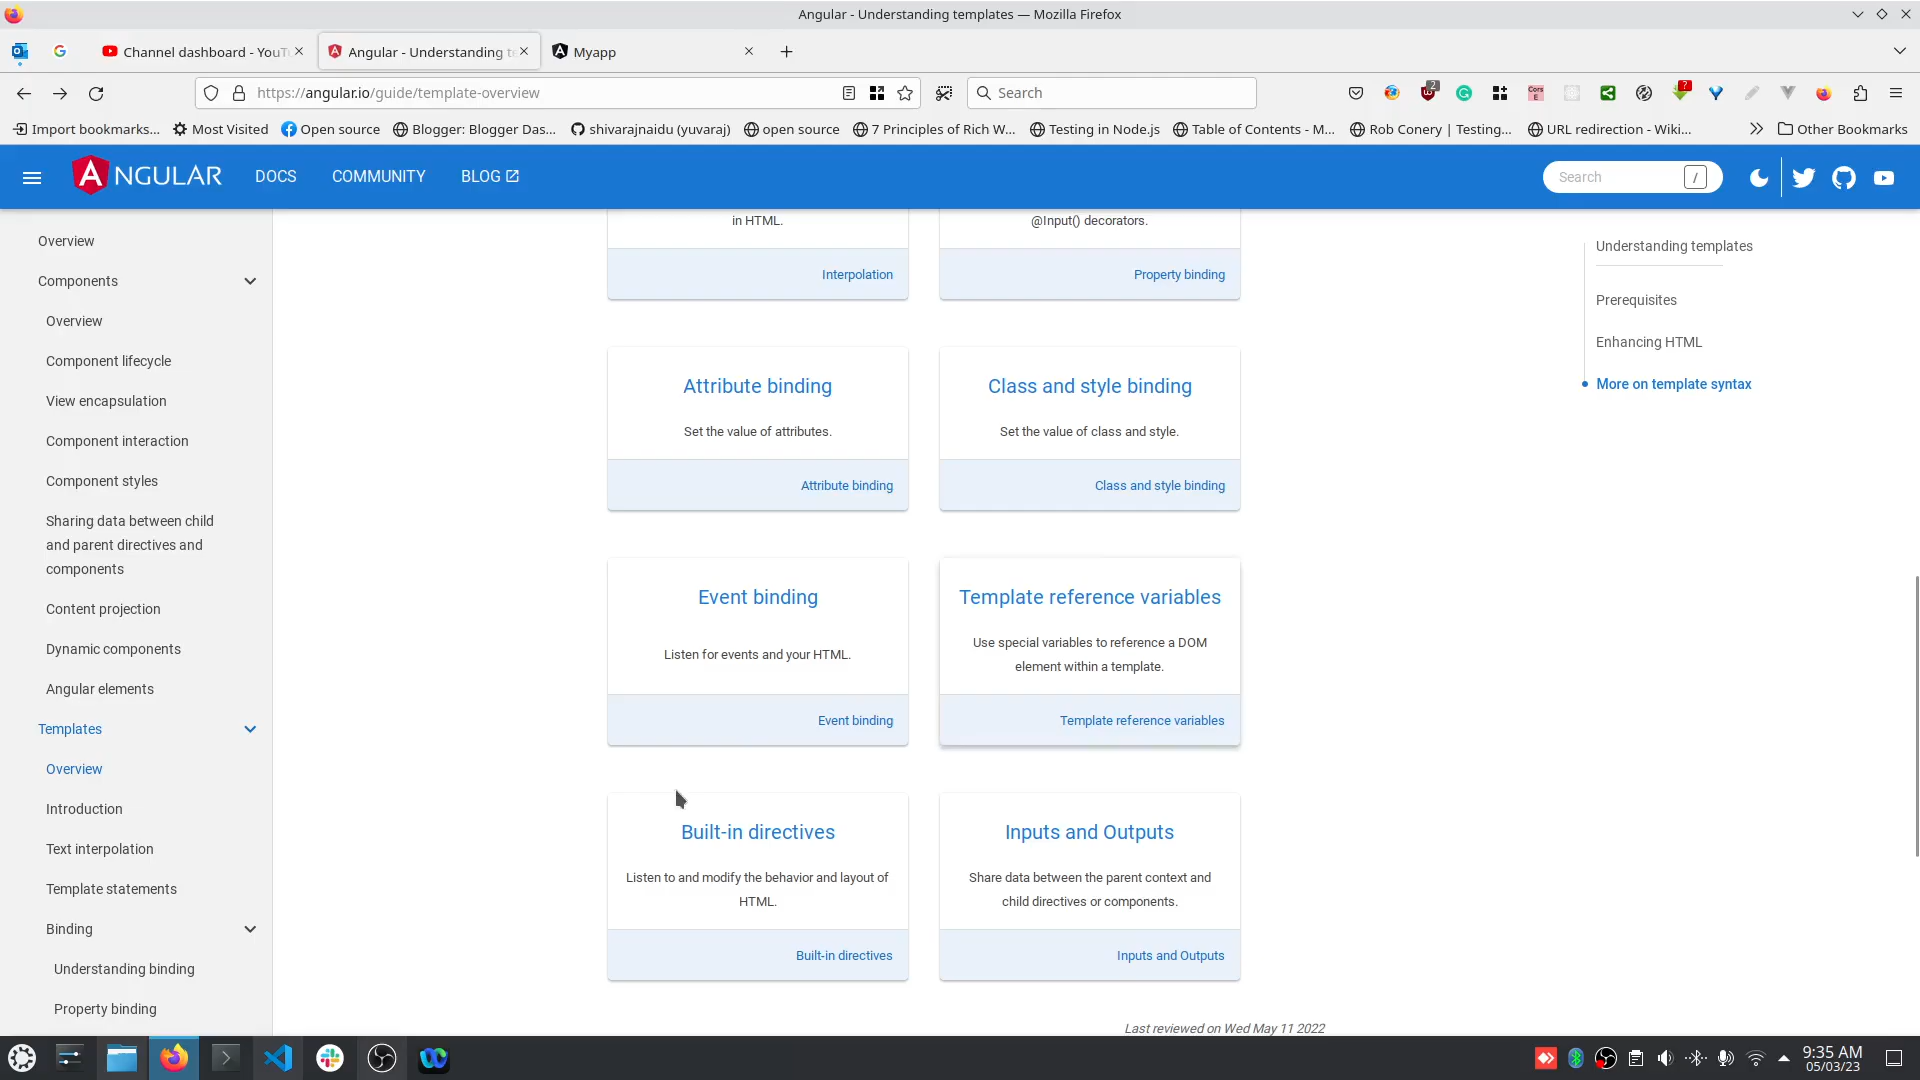 Angular - Understanding templates — Mozilla Firefox
Channel dashboard - YouTu
Angular - Understanding te
Myapp
https://angular.io/guide/template-overview
Search
2
Cors
E
?
Import bookmarks...
Most Visited
Open source
Blogger: Blogger Das...
shivarajnaidu (yuvaraj)
open source
7 Principles of Rich W...
Testing in Node.js
Table of Contents - M...
Rob Conery | Testing...
URL redirection - Wiki...
Other Bookmarks
ANGULAR
DOCS
COMMUNITY
BLOG
Search
/
Overview
Components
Overview
Component lifecycle
View encapsulation
Component interaction
Component styles
Sharing data between child
and parent directives and
components
Content projection
Dynamic components
Angular elements
Templates
Overview
Introduction
Text interpolation
Template statements
Binding
Understanding binding
Property binding
in HTML.
Interpolation
@Input() decorators.
Property binding
Attribute binding
Set the value of attributes.
Attribute binding
Class and style binding
Set the value of class and style.
Class and style binding
Event binding
Listen for events and your HTML.
Event binding
Template reference variables
Use special variables to reference a DOM
element within a template.
Template reference variables
Built-in directives
Listen to and modify the behavior and layout of
HTML.
Built-in directives
Inputs and Outputs
Share data between the parent context and
child directives or components.
Inputs and Outputs
Last reviewed on Wed May 11 2022
Understanding templates
Prerequisites
Enhancing HTML
More on template syntax
9:35 AM
05/03/23